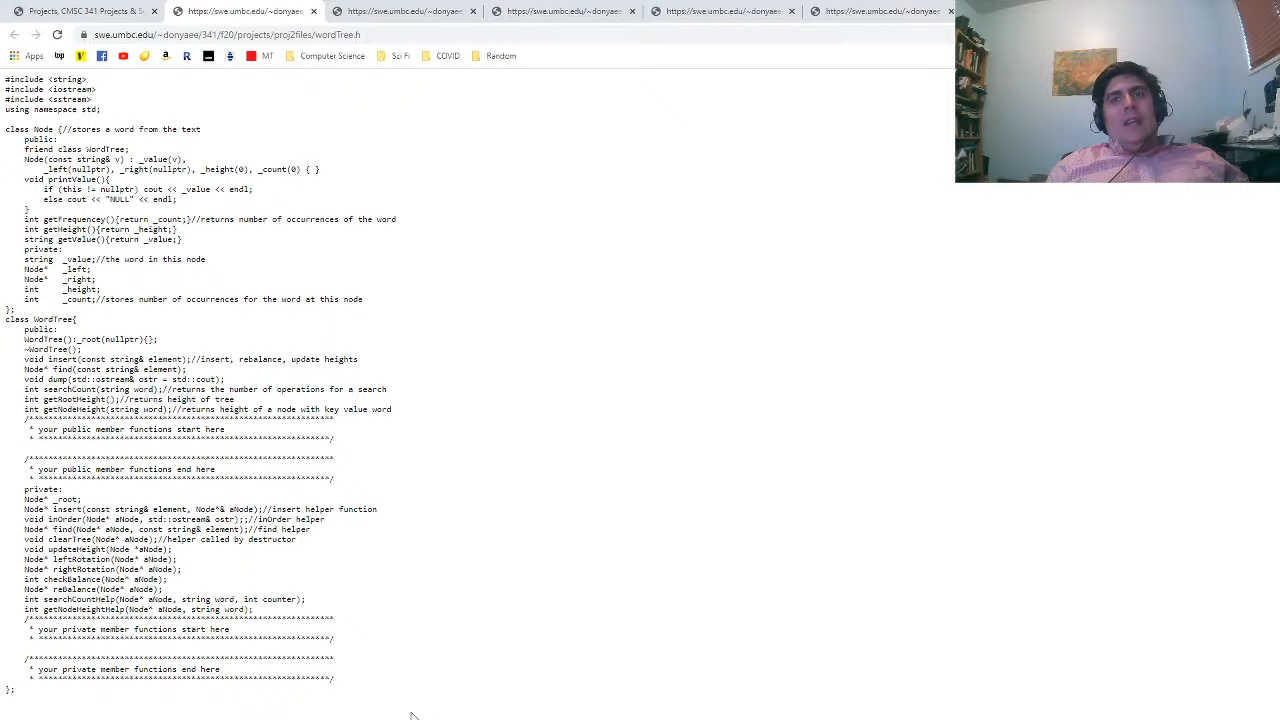 Projects, CMSC 341 Projects & S
https://swe.umbc.edu/~donyaee
https://swe.umbc.edu/~donyaee/
https://swe.umbc.edu/~donyaee/
https://swe.umbc.edu/~donyaee/
https://swe.umbc.edu/~donyaee/
swe.umbc.edu/~donyaee/341/f20/projects/proj2files/wordTree.h
Apps
MT
Computer Science
Sci Fi
COVID
Random
#include <string>
#include <iostream>
#include <sstream>
using namespace std;
class Node {//stores a word from the text
public:
friend class WordTree;
Node(const string& v) : _value(v),
_left(nullptr), _right(nullptr), _height(0), _count(0) { }
void printValue(){
if (this != nullptr) cout << _value << endl;
else cout << "NULL" << endl;
}
int getFrequencey(){return _count;}//returns number of occurrences of the word
int getHeight(){return _height;}
string getValue(){return _value;}
private:
string _value;//the word in this node
Node* _left;
Node* _right;
int _height;
int _count;//stores number of occurrences for the word at this node
};
class WordTree{
public:
WordTree():_root(nullptr){};
~WordTree();
void insert(const string& element);//insert, rebalance, update heights
Node* find(const string& element);
void dump(std::ostream& ostr = std::cout);
int searchCount(string word);//returns the number of operations for a search
int getRootHeight();//returns height of tree
int getNodeHeight(string word);//returns height of a node with key value word
/****************************************************************
* your public member functions start here
* *************************************************************/
/****************************************************************
* your public member functions end here
* *************************************************************/
private:
Node* _root;
Node* insert(const string& element, Node*& aNode);//insert helper function
void inOrder(Node* aNode, std::ostream& ostr);;//inOrder helper
Node* find(Node* aNode, const string& element);//find helper
void clearTree(Node* aNode);//helper called by destructor
void updateHeight(Node *aNode);
Node* leftRotation(Node* aNode);
Node* rightRotation(Node* aNode);
int checkBalance(Node* aNode);
Node* reBalance(Node* aNode);
int searchCountHelp(Node* aNode, string word, int counter);
int getNodeHeightHelp(Node* aNode, string word);
/****************************************************************
* your private member functions start here
* *************************************************************/
/****************************************************************
* your private member functions end here
* *************************************************************/
};